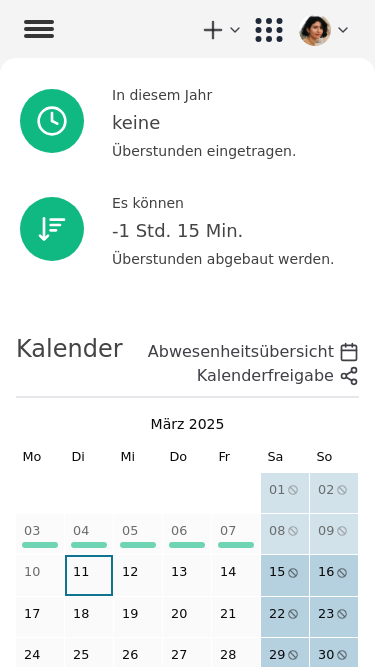 In diesem Jahr
keine
Überstunden eingetragen.
Es können
-1 Std. 15 Min.
Überstunden abgebaut werden.
Kalender
Abwesenheitsübersicht
Kalenderfreigabe
März 2025
Mo Di Mi Do Fr Sa So
01 02
03 04 05 06 07 08 09
10 11 12 13 14 15 16
17 18 19 20 21 22 23
24 25 26 27 28 29 30